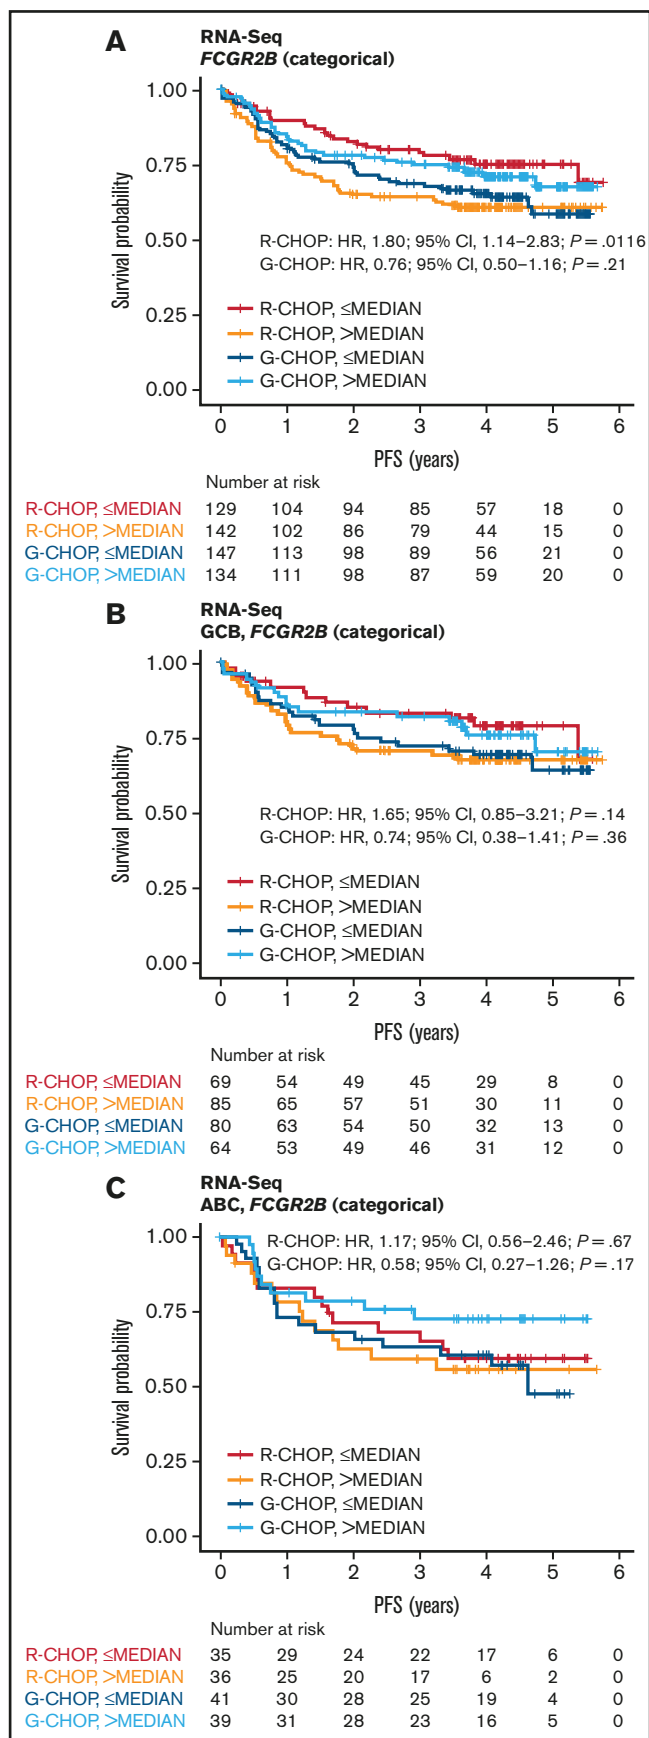 A
RNA-Seq
FCGR2B (categorical)
1.00
0.75
0.50
0.25
0.00
Survival probability
R-CHOP: HR, 1.80; 95% CI, 1.14–2.83; P = .0116
G-CHOP: HR, 0.76; 95% CI, 0.50–1.16; P = .21
R-CHOP, ≤MEDIAN
R-CHOP, >MEDIAN
G-CHOP, ≤MEDIAN
G-CHOP, >MEDIAN
0 1 2 3 4 5 6
PFS (years)
Number at risk
R-CHOP, ≤MEDIAN 129 104 94 85 57 18 0
R-CHOP, >MEDIAN 142 102 86 79 44 15 0
G-CHOP, ≤MEDIAN 147 113 98 89 56 21 0
G-CHOP, >MEDIAN 134 111 98 87 59 20 0
B
RNA-Seq
GCB, FCGR2B (categorical)
1.00
0.75
0.50
0.25
0.00
Survival probability
R-CHOP: HR, 1.65; 95% CI, 0.85–3.21; P = .14
G-CHOP: HR, 0.74; 95% CI, 0.38–1.41; P = .36
R-CHOP, ≤MEDIAN
R-CHOP, >MEDIAN
G-CHOP, ≤MEDIAN
G-CHOP, >MEDIAN
0 1 2 3 4 5 6
PFS (years)
Number at risk
R-CHOP, ≤MEDIAN 69 54 49 45 29 8 0
R-CHOP, >MEDIAN 85 65 57 51 30 11 0
G-CHOP, ≤MEDIAN 80 63 54 50 32 13 0
G-CHOP, >MEDIAN 64 53 49 46 31 12 0
C
RNA-Seq
ABC, FCGR2B (categorical)
1.00
0.75
0.50
0.25
0.00
Survival probability
R-CHOP: HR, 1.17; 95% CI, 0.56–2.46; P = .67
G-CHOP: HR, 0.58; 95% CI, 0.27–1.26; P = .17
R-CHOP, ≤MEDIAN
R-CHOP, >MEDIAN
G-CHOP, ≤MEDIAN
G-CHOP, >MEDIAN
0 1 2 3 4 5 6
PFS (years)
Number at risk
R-CHOP, ≤MEDIAN 35 29 24 22 17 6 0
R-CHOP, >MEDIAN 36 25 20 17 6 2 0
G-CHOP, ≤MEDIAN 41 30 28 25 19 4 0
G-CHOP, >MEDIAN 39 31 28 23 16 5 0